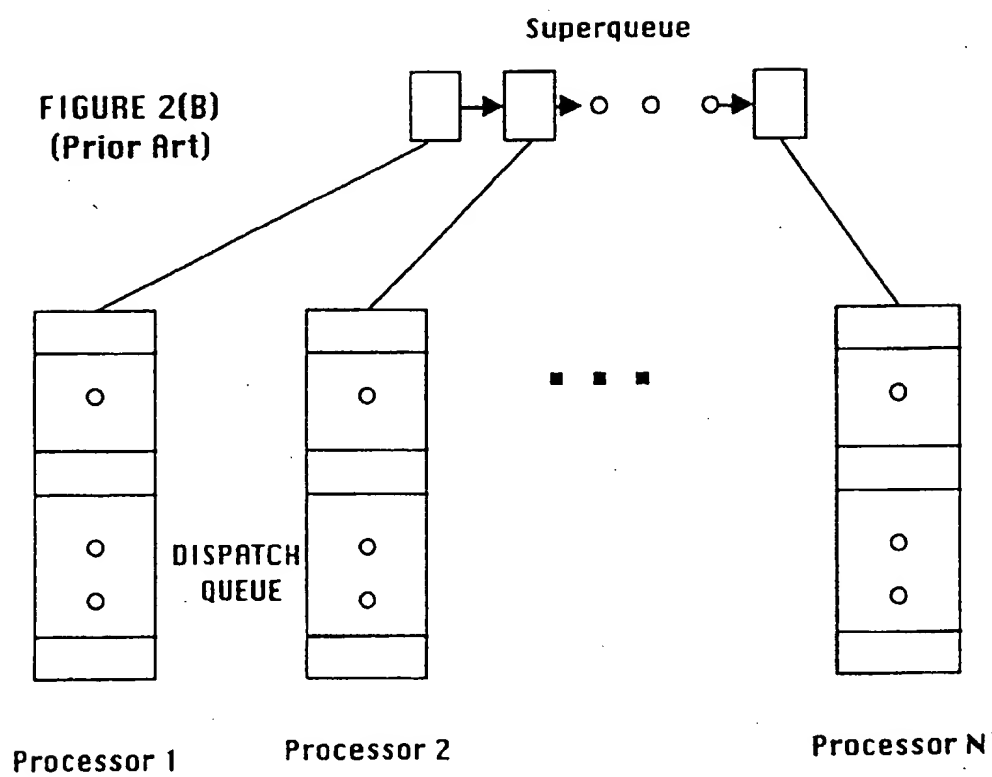 Superqueue
FIGURE 2(B)
(Prior Art)
DISPATCH
QUEUE
Processor 1
Processor 2
Processor N